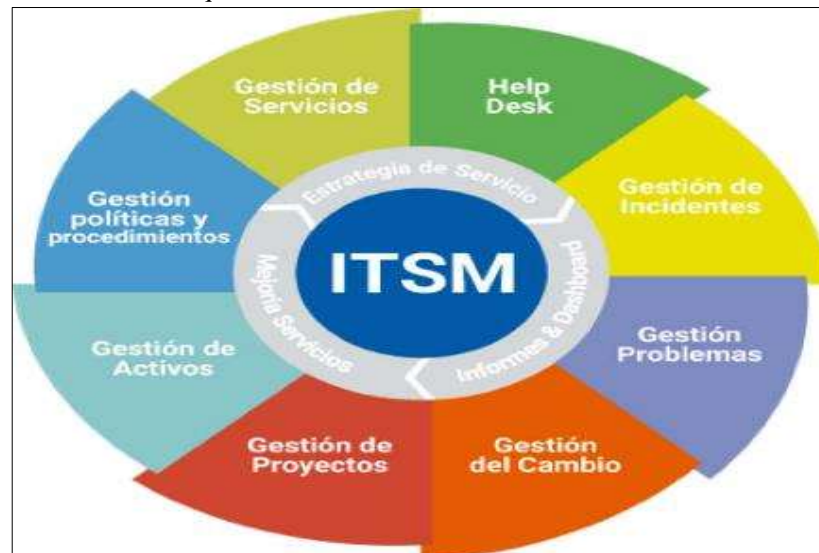 Gestión de
Servicios
Help
Desk
Gestión de
Incidentes
Gestión
Problemas
Gestión
del Cambio
Gestión de
Proyectos
Gestión de
Activos
Gestión
políticas y
procedimientos
Estrategia de Servicio
Informes & Dashboard
Mejoría Servicios
ITSM